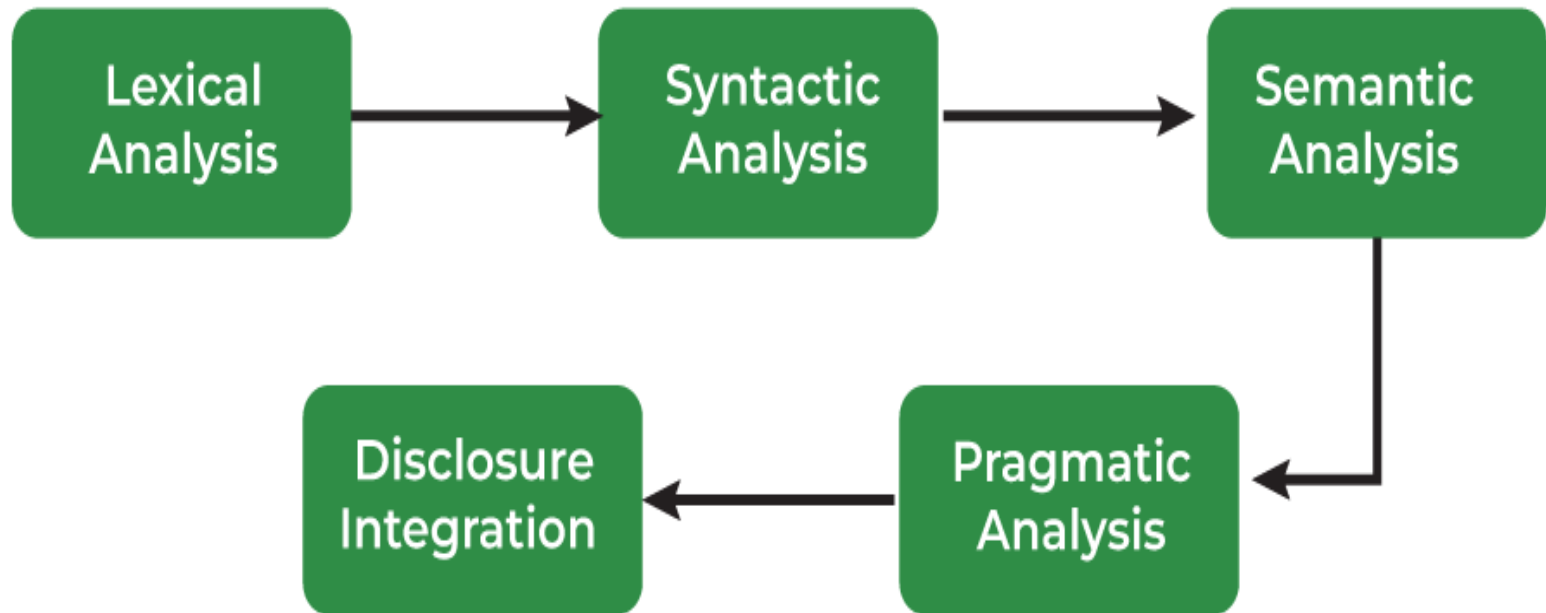 Lexical
Analysis
Syntactic
Analysis
Semantic
Analysis
Pragmatic
Analysis
Disclosure
Integration